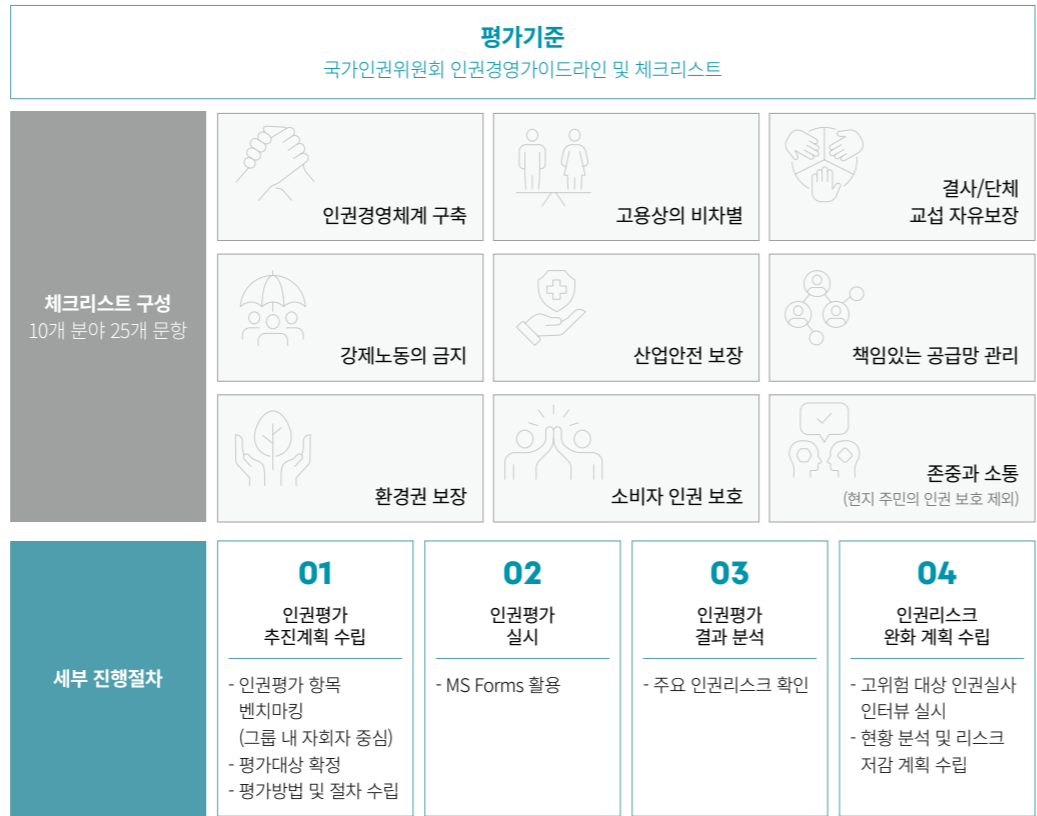 평가기준
국가인권위원회 인권경영가이드라인 및 체크리스트
체크리스트 구성
10개 분야 25개 문항
인권경영체계 구축
고용상의 비차별
결사/단체
교섭 자유보장
강제노동의 금지
산업안전 보장
책임있는 공급망 관리
환경권 보장
소비자 인권 보호
존중과 소통
(현지 주민의 인권 보호 제외)
세부 진행절차
01
인권평가
추진계획 수립
- 인권평가 항목
벤치마킹
(그룹 내 자회자 중심)
- 평가대상 확정
- 평가방법 및 절차 수립
02
인권평가
실시
- MS Forms 활용
03
인권평가
결과 분석
- 주요 인권리스크 확인
04
인권리스크
완화 계획 수립
- 고위험 대상 인권실사
인터뷰 실시
- 현황 분석 및 리스크
저감 계획 수립